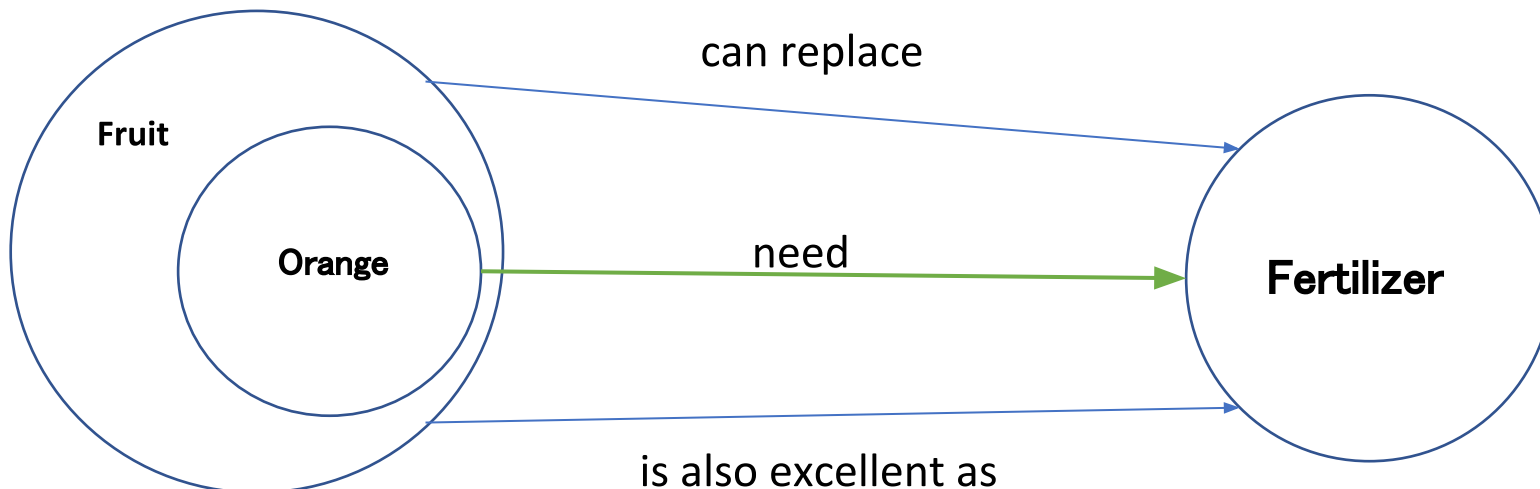 can replace
Fruit
need
Orange
Fertilizer
is also excellent as